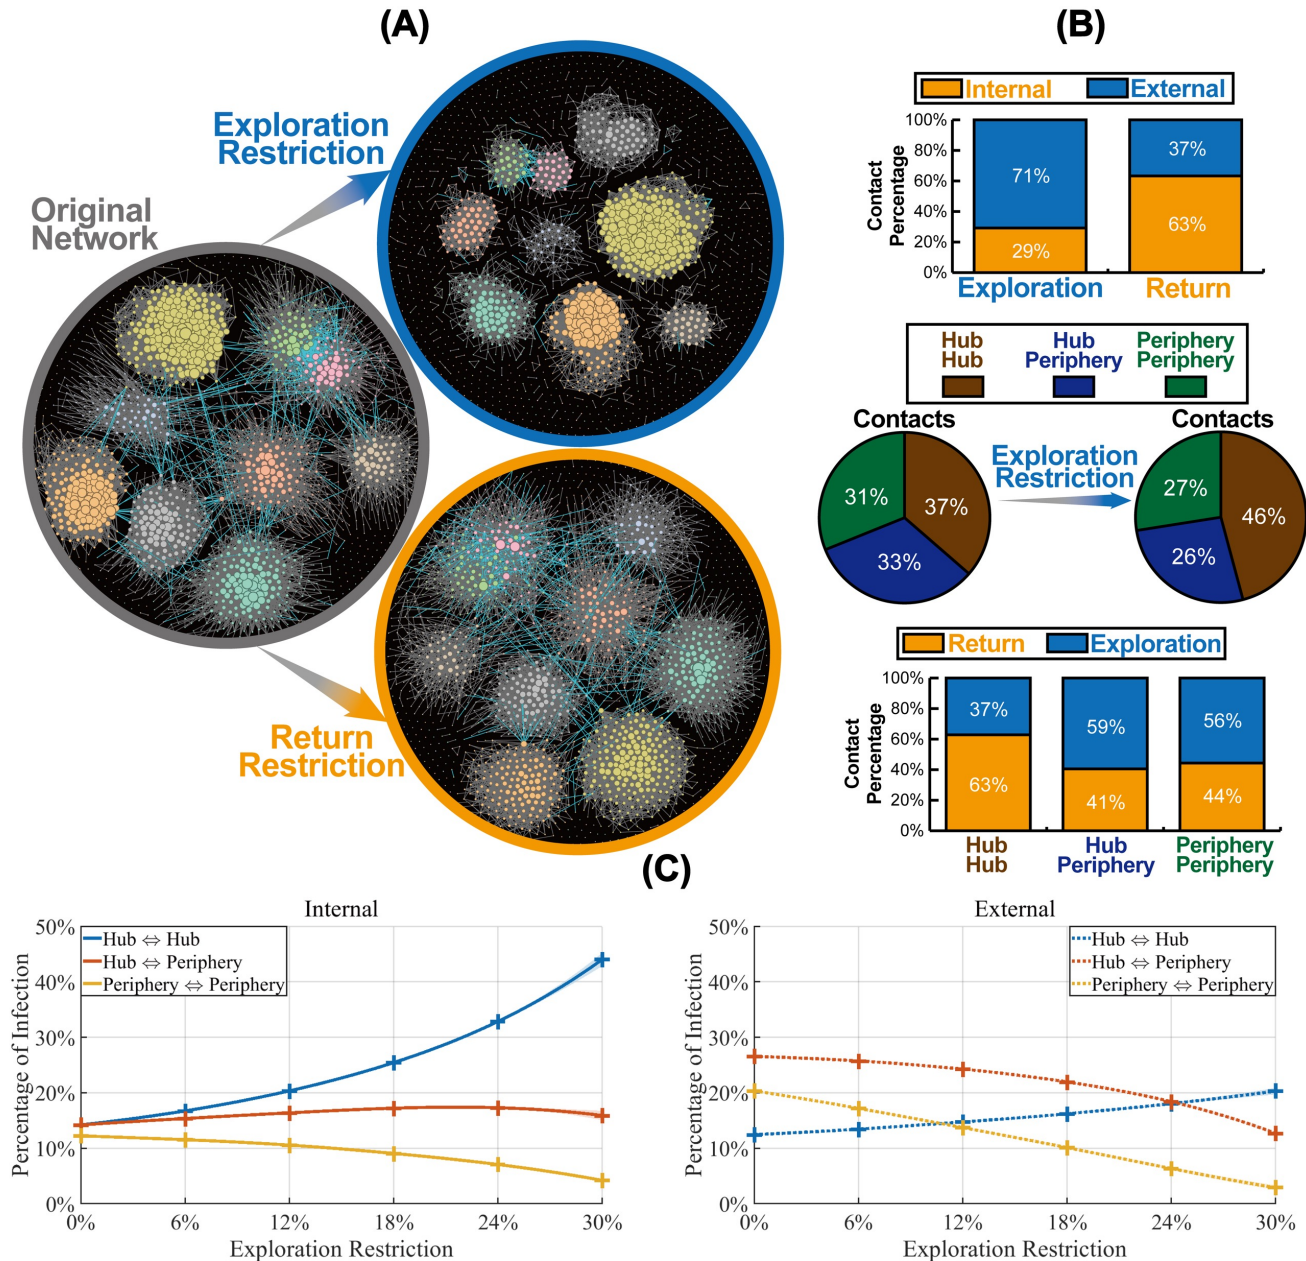 (A)
Exploration
Restriction
Original
Network
Return
Restriction
(B)
Internal External
Contact
Percentage
100%
80%
60%
40%
20%
0%
71%
29%
37%
63%
Exploration Return
Hub Hub Periphery
Hub Periphery Periphery
Contacts
31%
37%
33%
Exploration
Restriction
Contacts
27%
46%
26%
Return Exploration
Contact
Percentage
100%
80%
60%
40%
20%
0%
37%
63%
59%
41%
56%
44%
Hub Hub Periphery
Hub Periphery Periphery
(C)
Internal
Percentage of Infection
50%
40%
30%
20%
10%
0%
Hub ⇔ Hub
Hub ⇔ Periphery
Periphery ⇔ Periphery
0% 6% 12% 18% 24% 30%
Exploration Restriction
External
Percentage of Infection
50%
40%
30%
20%
10%
0%
Hub ⇔ Hub
Hub ⇔ Periphery
Periphery ⇔ Periphery
0% 6% 12% 18% 24% 30%
Exploration Restriction